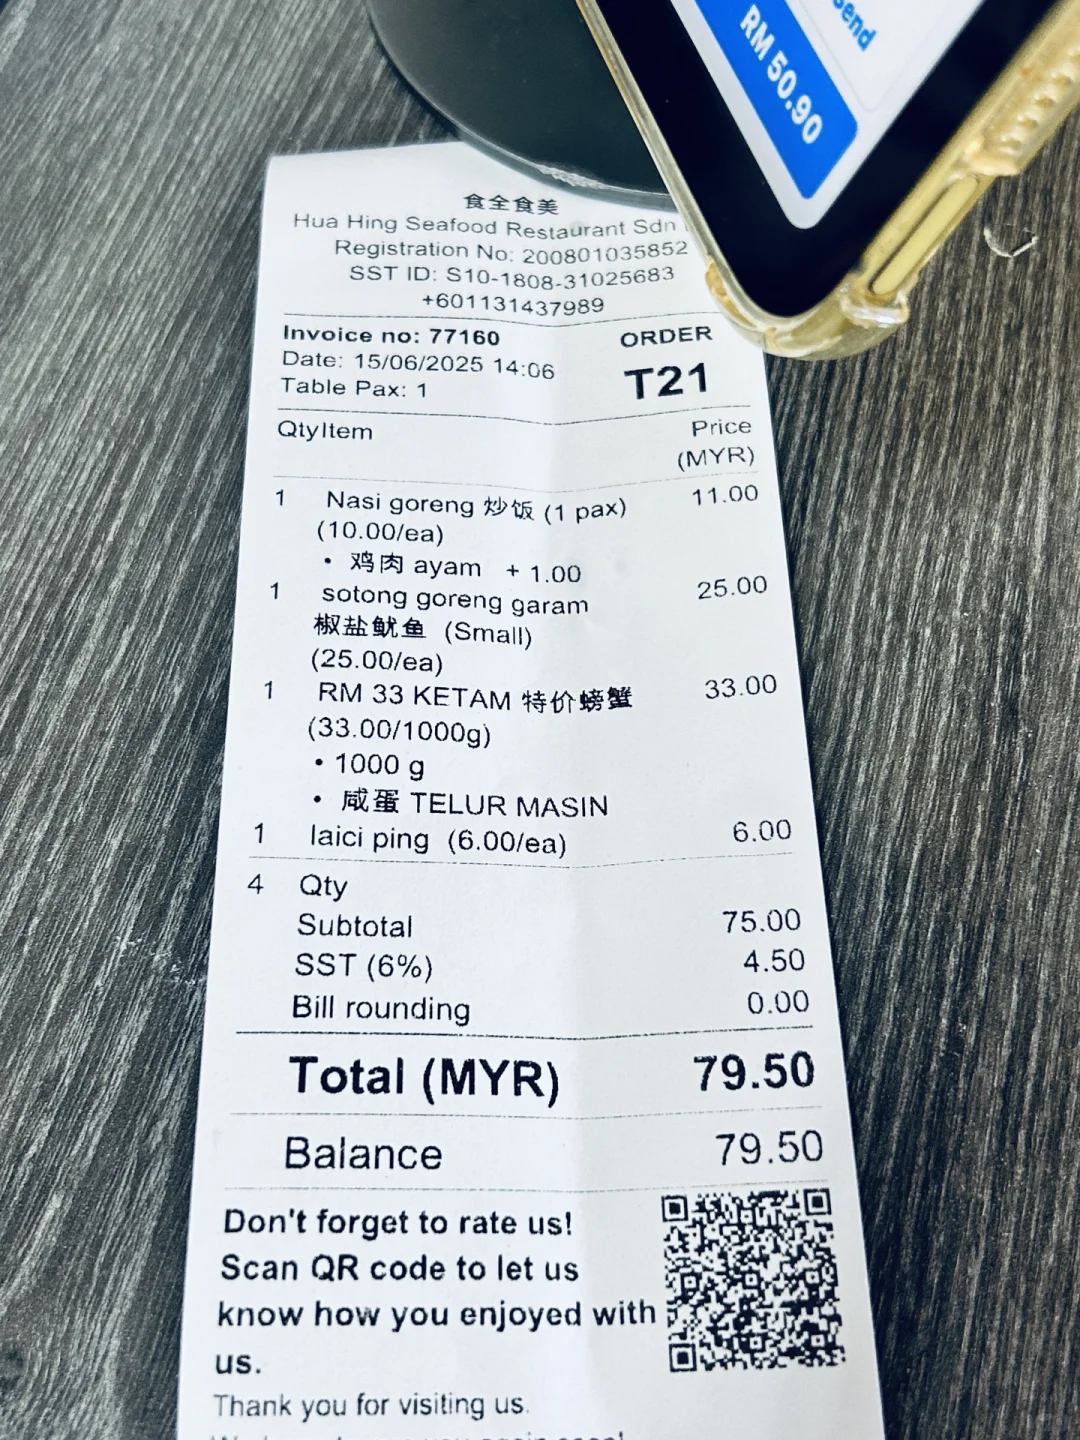 send
RM 50.90
食全食美
Hua Hing Seafood Restaurant Sdn
Registration No: 200801035852
SST ID: S10-1808-31025683
+601131437989
Invoice no: 77160
ORDER
Date: 15/06/2025 14:06
T21
Table Pax: 1
QtyItem Price
(MYR)
1 Nasi goreng 炒饭 (1 pax) 11.00
(10.00/ea)
• 鸡肉 ayam + 1.00
1 sotong goreng garam 25.00
椒盐鱿鱼 (Small)
(25.00/ea)
1 RM 33 KETAM 特价螃蟹 33.00
(33.00/1000g)
• 1000 g
• 咸蛋 TELUR MASIN
1 laici ping (6.00/ea) 6.00
4 Qty
Subtotal 75.00
SST (6%) 4.50
Bill rounding 0.00
Total (MYR) 79.50
Balance 79.50
Don't forget to rate us!
Scan QR code to let us
know how you enjoyed with
us.
Thank you for visiting us.